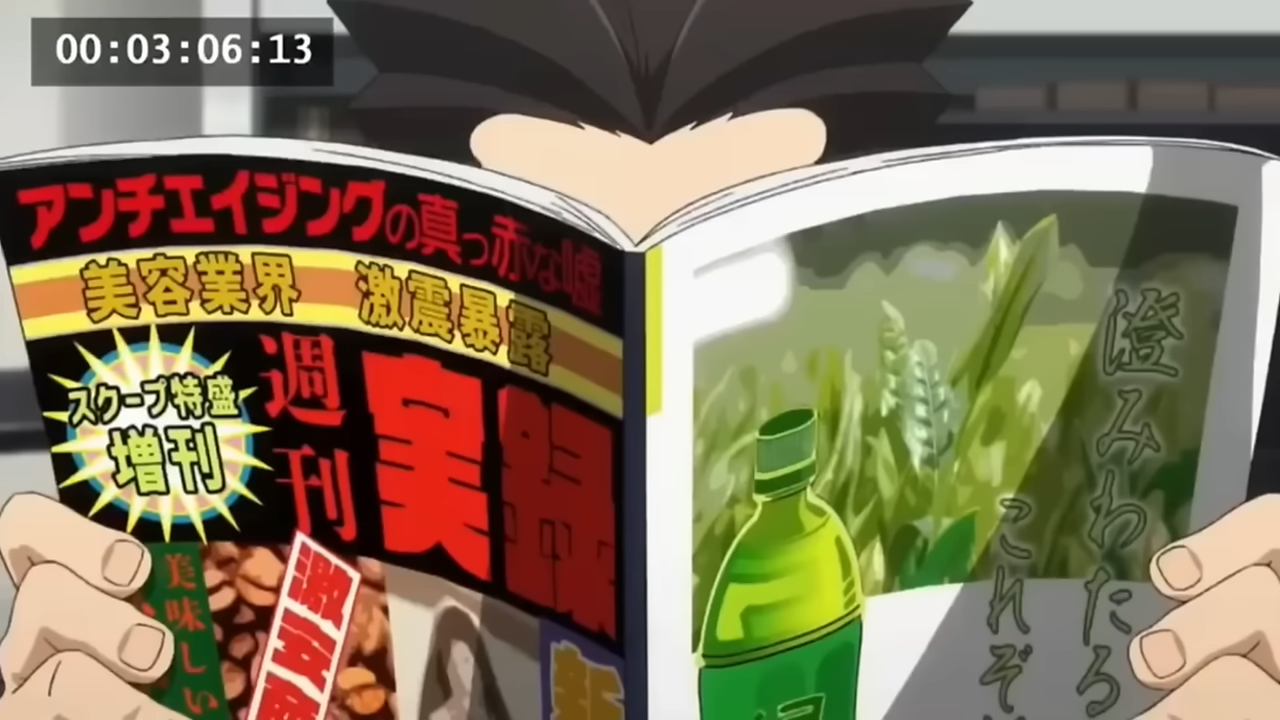 00:03:06:13
アンチエイジングの真っ赤な嘘
美容業界 激震暴露
スクープ特盛
増刊
週刊
実録
美味しい
新
澄みわたる
これぞ